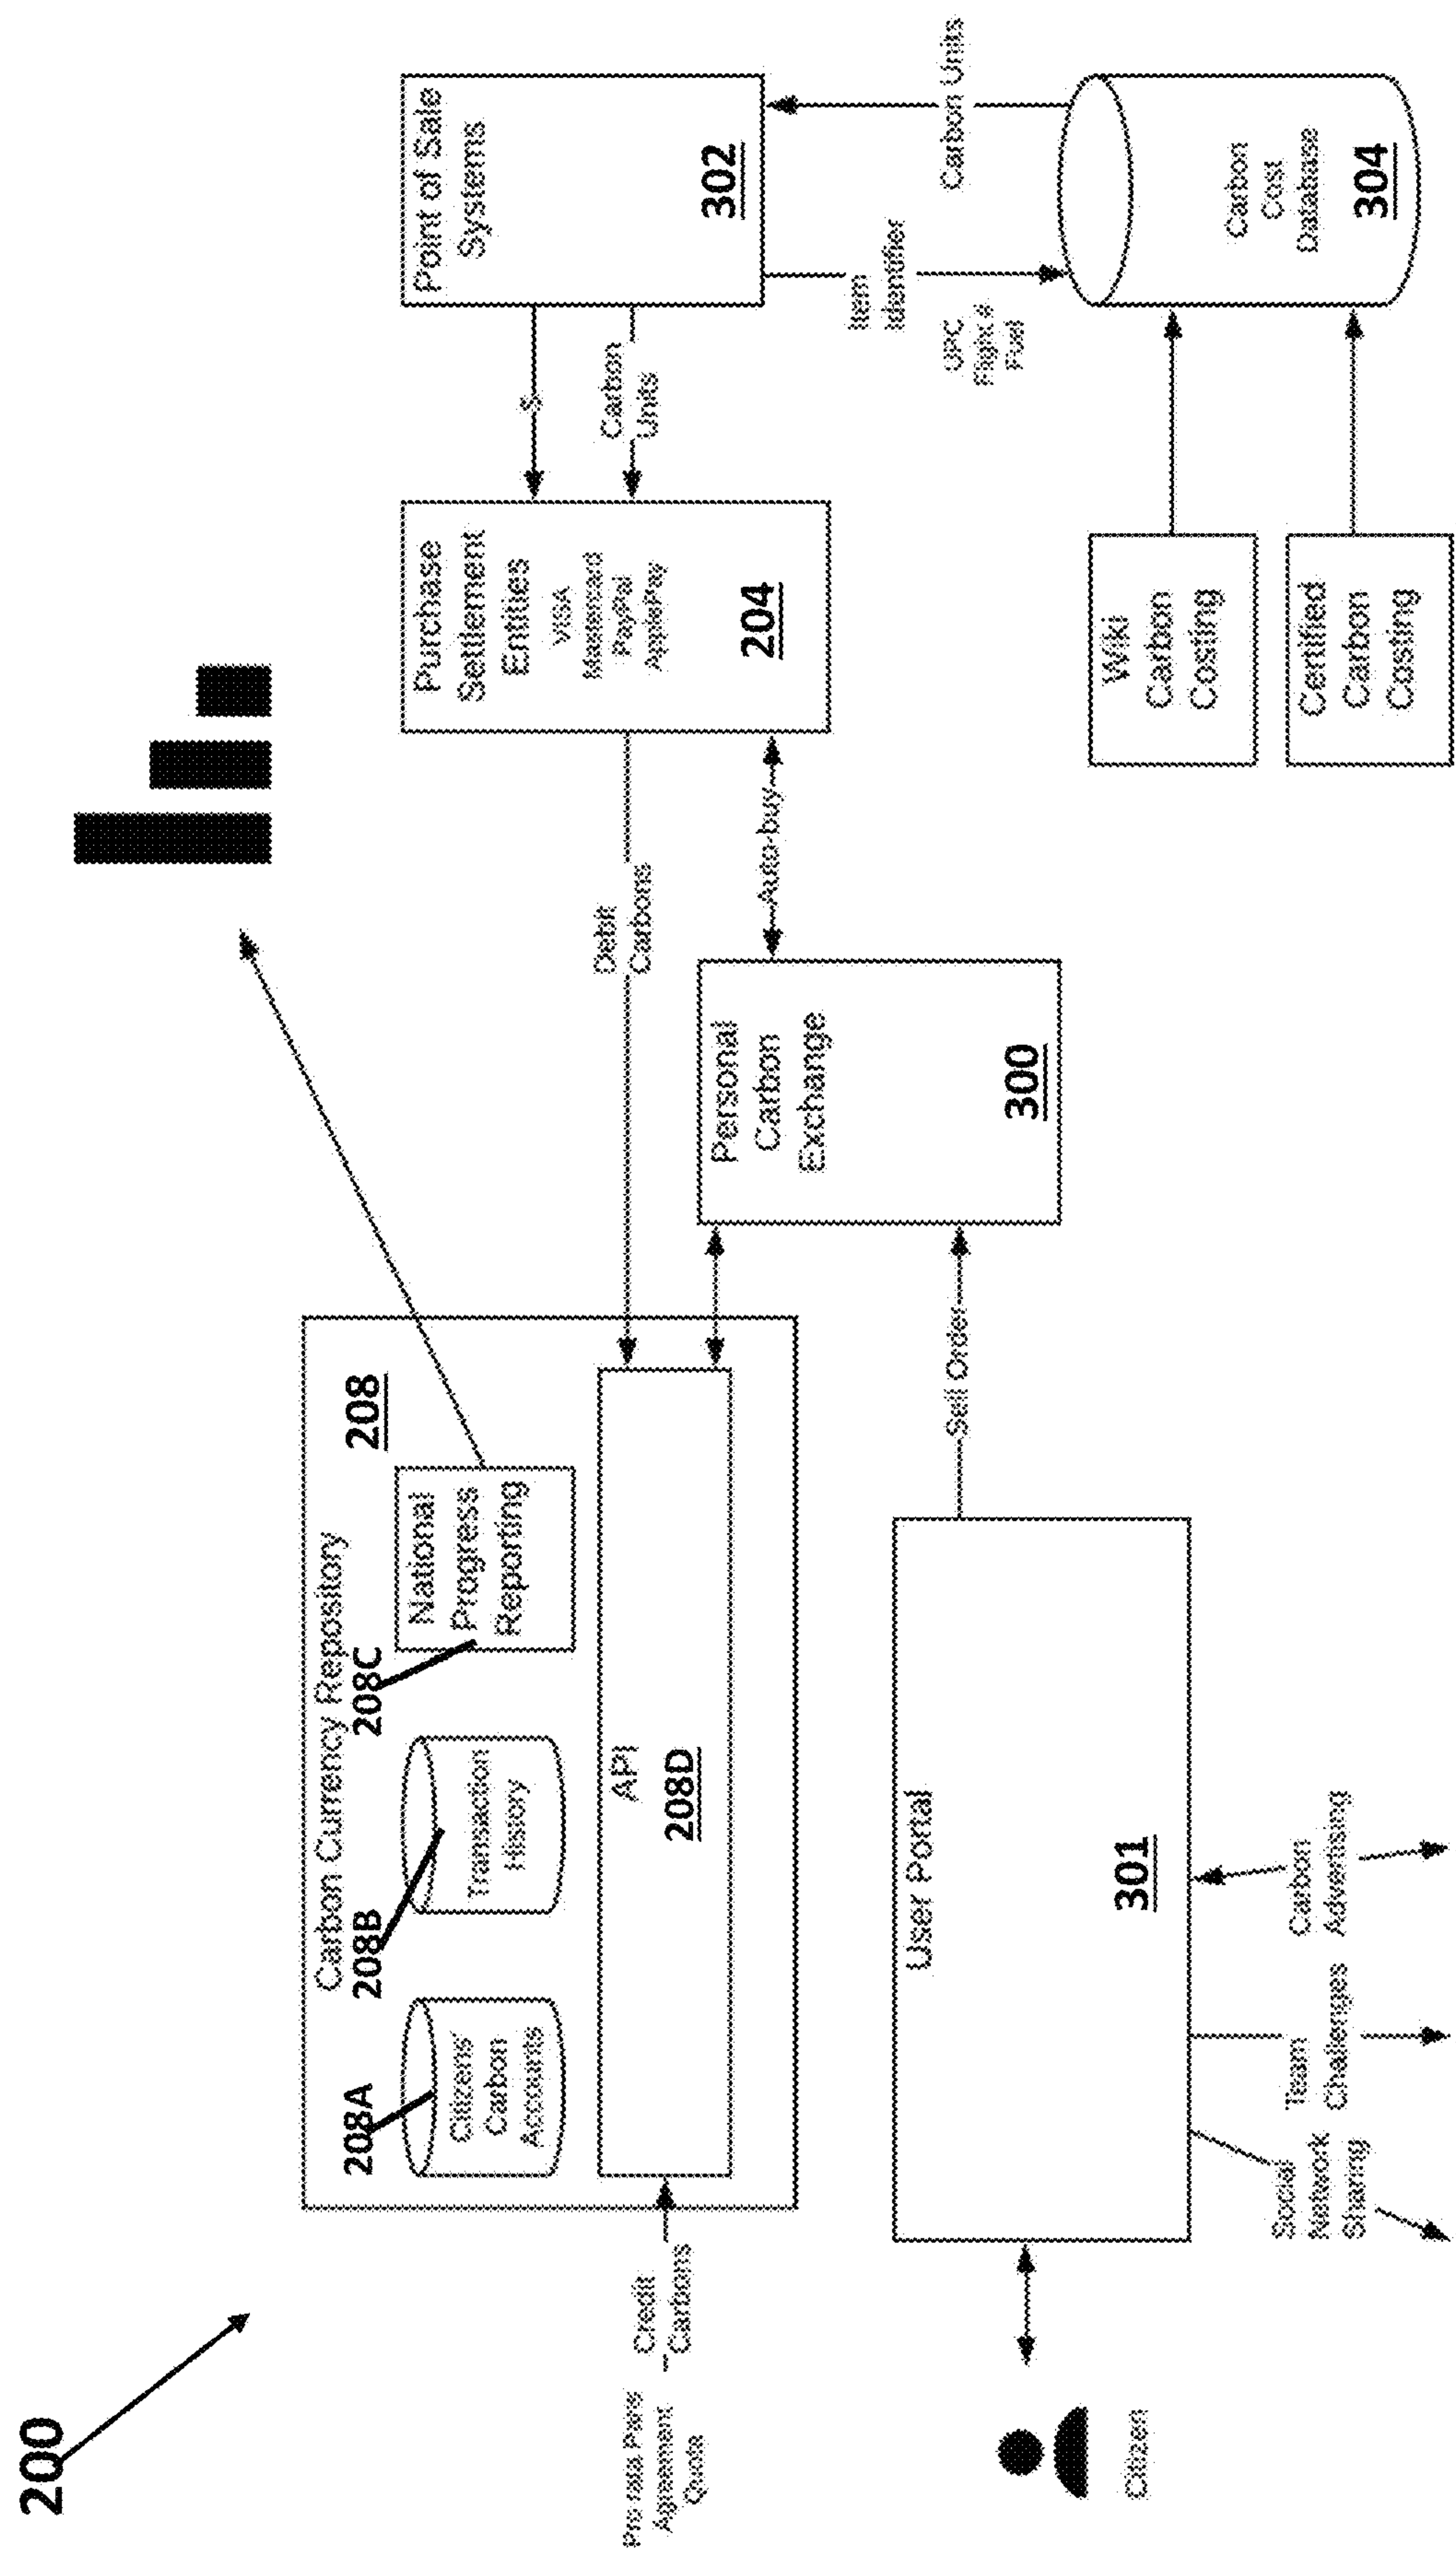 200
Carbon Currency Repository
208
208A
208B
208C
Citizens'
Carbon
Accounts
Transaction
History
National
Progress
Reporting
API
208D
Pro rata Paris
Agreement
Quota
Credit
Carbons
Debit
Carbons
Purchase
Settlement
Entities
VISA
Mastercard
PayPal
ApplePay
204
$
Carbon
Units
Point of Sale
Systems
302
Personal
Carbon
Exchange
300
Auto-buy
Sell Order
Item
Identifier
UPC
Flight #
Fuel
Carbon Units
Carbon
Cost
Database
304
Wiki
Carbon
Costing
Certified
Carbon
Costing
User Portal
301
Citizen
Social
Network
Sharing
Team
Challenges
Carbon
Advertising